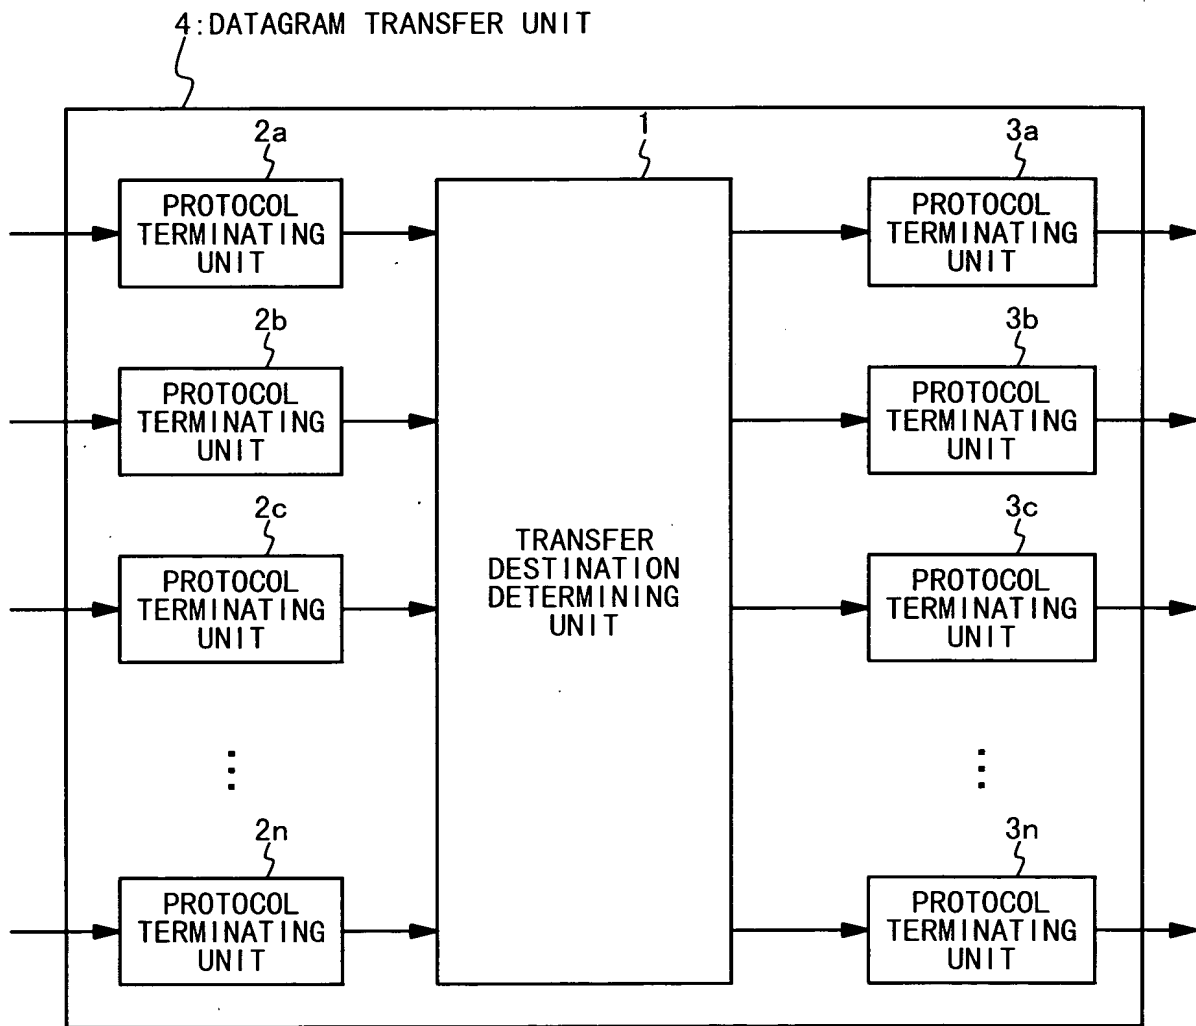 4:DATAGRAM TRANSFER UNIT
2a
1
3a
PROTOCOL
TERMINATING
UNIT
PROTOCOL
TERMINATING
UNIT
2b
3b
PROTOCOL
TERMINATING
UNIT
PROTOCOL
TERMINATING
UNIT
2c
3c
PROTOCOL
TERMINATING
UNIT
TRANSFER
DESTINATION
DETERMINING
UNIT
PROTOCOL
TERMINATING
UNIT
2n
3n
PROTOCOL
TERMINATING
UNIT
PROTOCOL
TERMINATING
UNIT